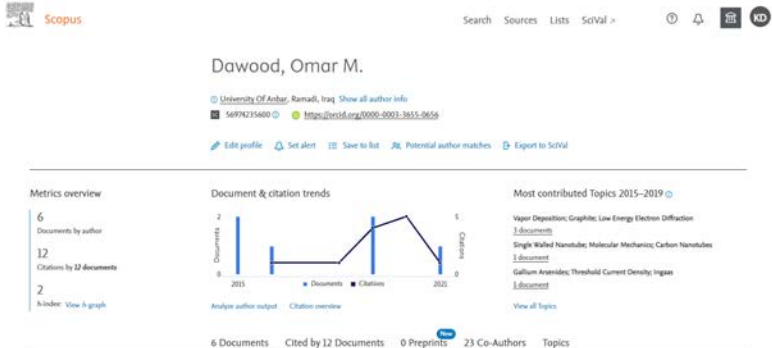 Scopus
Search Sources Lists SciVal
KD
Dawood, Omar M.
University Of Anbar, Ramadi, Iraq Show all author info
56974235600 https://orcid.org/0000-0003-3655-0656
Edit profile Set alert Save to list Potential author matches Export to SciVal
Metrics overview
6
Documents by author
12
Citations by 12 documents
2
h-index: View h-graph
Document & citation trends
2
5
Documents
Citations
0
0
2015
2021
Documents Citations
Analyze author output Citation overview
Most contributed Topics 2015–2019
Vapor Deposition; Graphite; Low Energy Electron Diffraction
3 documents
Single Walled Nanotube; Molecular Mechanics; Carbon Nanotubes
1 document
Gallium Arsenides; Threshold Current Density; Ingaas
1 document
View all Topics
New
6 Documents Cited by 12 Documents 0 Preprints 23 Co-Authors Topics